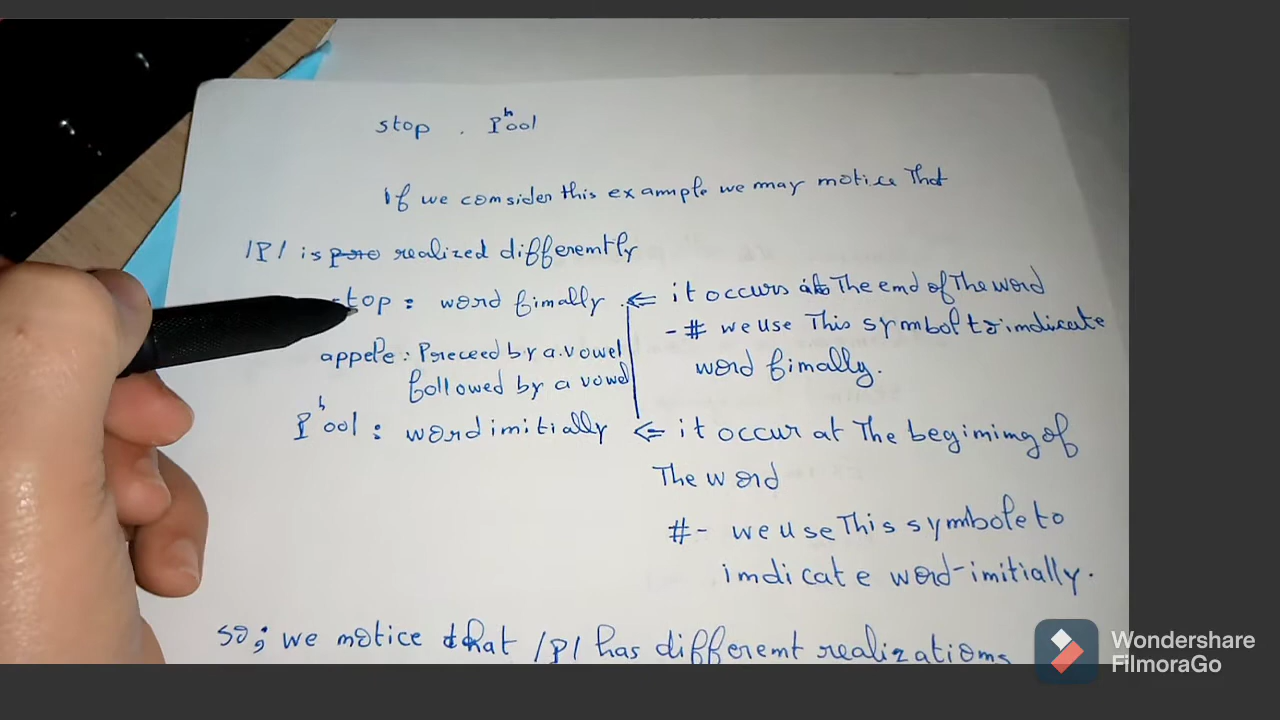 stop . Pʰool
If we consider this example we may notice That
/P/ is realized differently
stop : word finally ⇐ it occurs at The end of The word
-# we use This symbol to indicate
word finally.
appele : Preceed by a vowel
followed by a vowel
Pʰool : word initially ⇐ it occur at The begining of
The word
#- we use This symbole to
indicate word-initially.
so; we notice that /P/ has different realizations
Wondershare
FilmoraGo